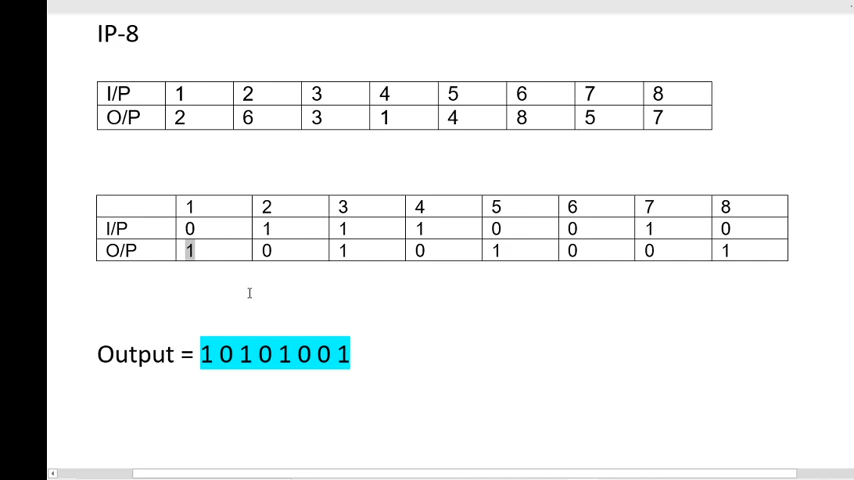 IP-8
I/P 1 2 3 4 5 6 7 8
O/P 2 6 3 1 4 8 5 7
1 2 3 4 5 6 7 8
I/P 0 1 1 1 0 0 1 0
O/P 1 0 1 0 1 0 0 1
Output = 1 0 1 0 1 0 0 1